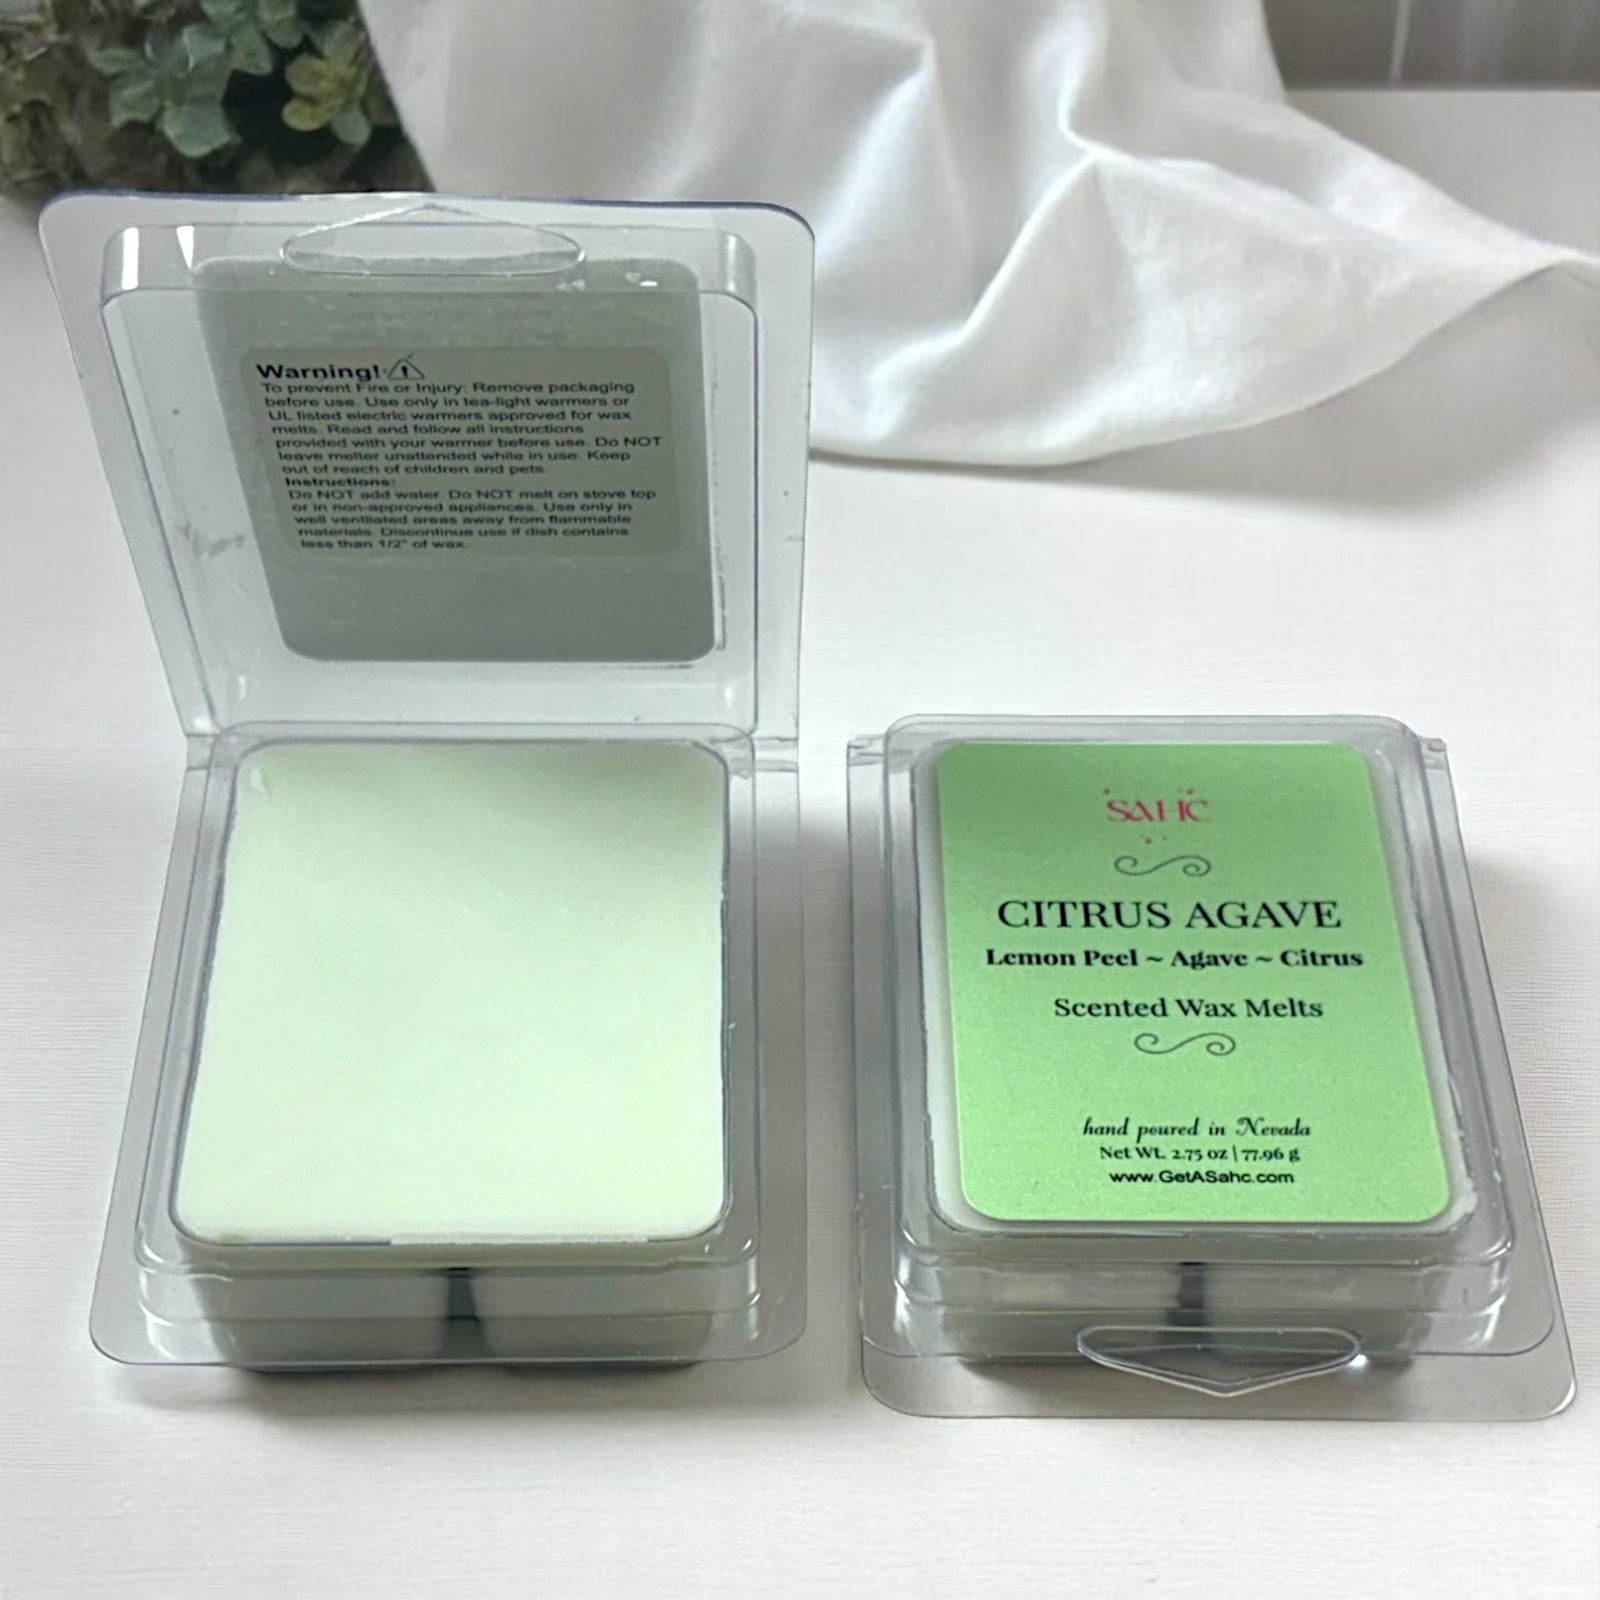 Warning!
To prevent Fire or Injury: Remove packaging
before use. Use only in tea-light warmers or
UL listed electric warmers approved for wax
melts. Read and follow all instructions
provided with your warmer before use. Do NOT
leave melter unattended while in use. Keep
out of reach of children and pets.
Instructions:
Do NOT add water. Do NOT melt on stove top
or in non-approved appliances. Use only in
well ventilated areas away from flammable
materials. Discontinue use if dish contains
less than 1/2" of wax.
SAHC
CITRUS AGAVE
Lemon Peel ~ Agave ~ Citrus
Scented Wax Melts
hand poured in Nevada
Net Wt. 2.75 oz | 77.96 g
www.GetASahc.com